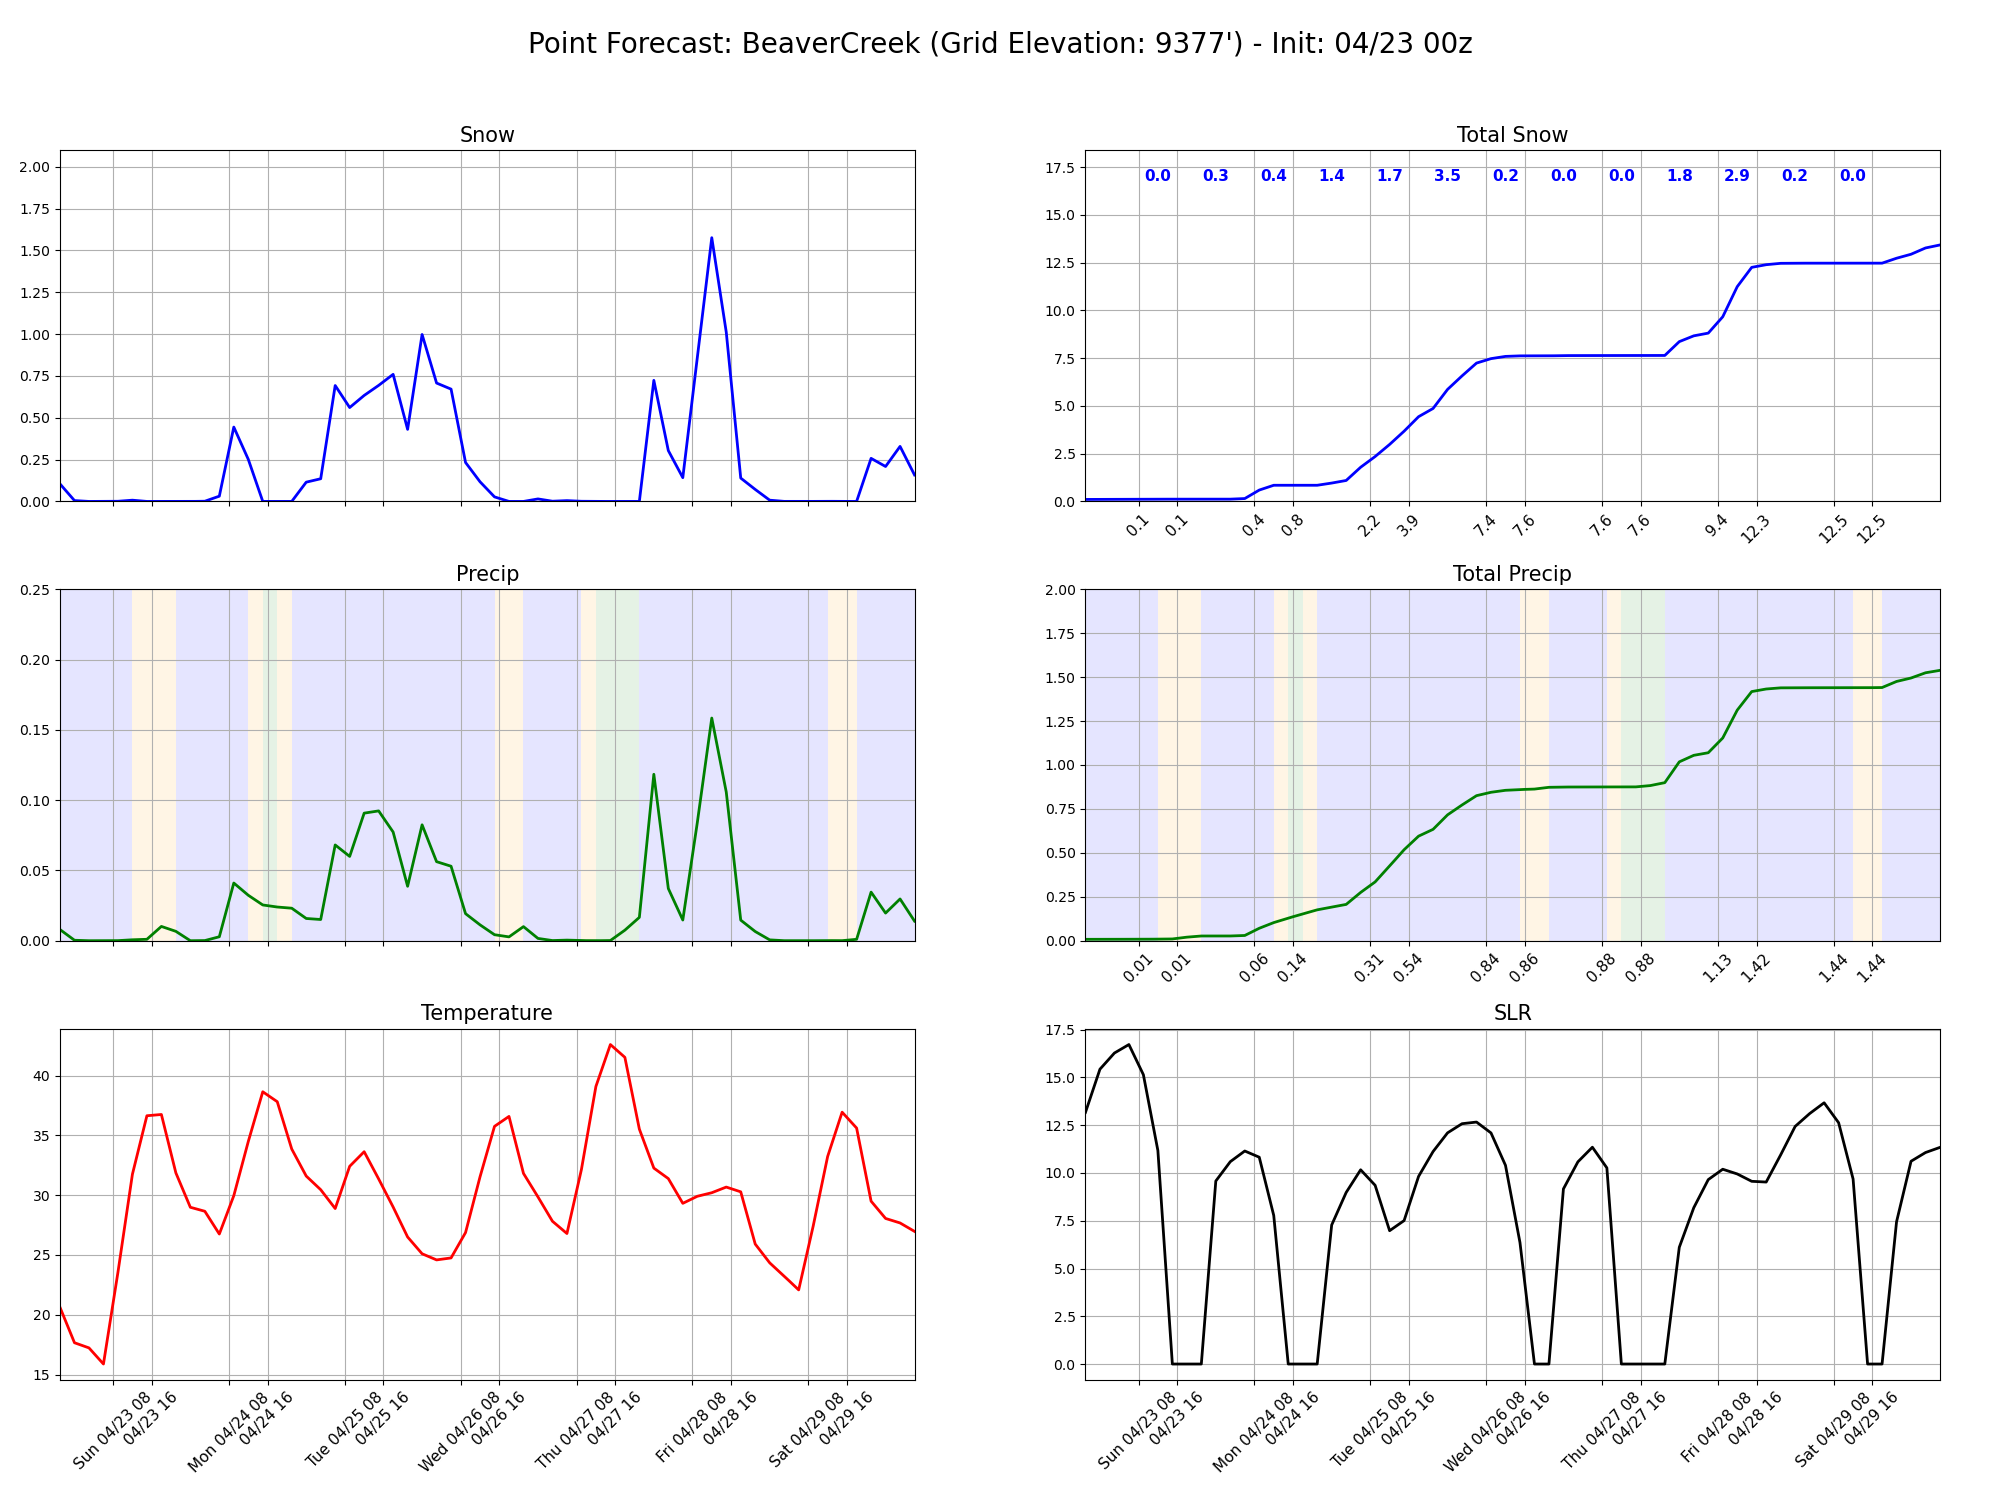 Point Forecast: BeaverCreek (Grid Elevation: 9377') - Init: 04/23 00z
Snow
2.00
1.75
1.50
1.25
1.00
0.75
0.50
0.25
0.00
Total Snow
17.5
15.0
12.5
10.0
7.5
5.0
2.5
0.0
0.0 0.3 0.4 1.4 1.7 3.5 0.2 0.0 0.0 1.8 2.9 0.2 0.0
0.1 0.1 0.4 0.8 2.2 3.9 7.4 7.6 7.6 7.6 9.4 12.3 12.5 12.5
Precip
0.25
0.20
0.15
0.10
0.05
0.00
Total Precip
2.00
1.75
1.50
1.25
1.00
0.75
0.50
0.25
0.00
0.01 0.01 0.06 0.14 0.31 0.54 0.84 0.86 0.88 0.88 1.13 1.42 1.44 1.44
Temperature
40
35
30
25
20
15
Sun 04/23 08
04/23 16
Mon 04/24 08
04/24 16
Tue 04/25 08
04/25 16
Wed 04/26 08
04/26 16
Thu 04/27 08
04/27 16
Fri 04/28 08
04/28 16
Sat 04/29 08
04/29 16
SLR
17.5
15.0
12.5
10.0
7.5
5.0
2.5
0.0
Sun 04/23 08
04/23 16
Mon 04/24 08
04/24 16
Tue 04/25 08
04/25 16
Wed 04/26 08
04/26 16
Thu 04/27 08
04/27 16
Fri 04/28 08
04/28 16
Sat 04/29 08
04/29 16